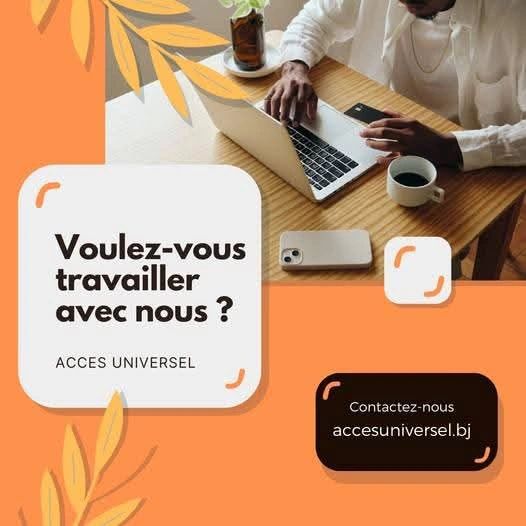 Voulez-vous
travailler
avec nous ?
ACCES UNIVERSEL
Contactez-nous
accesuniversel.bj